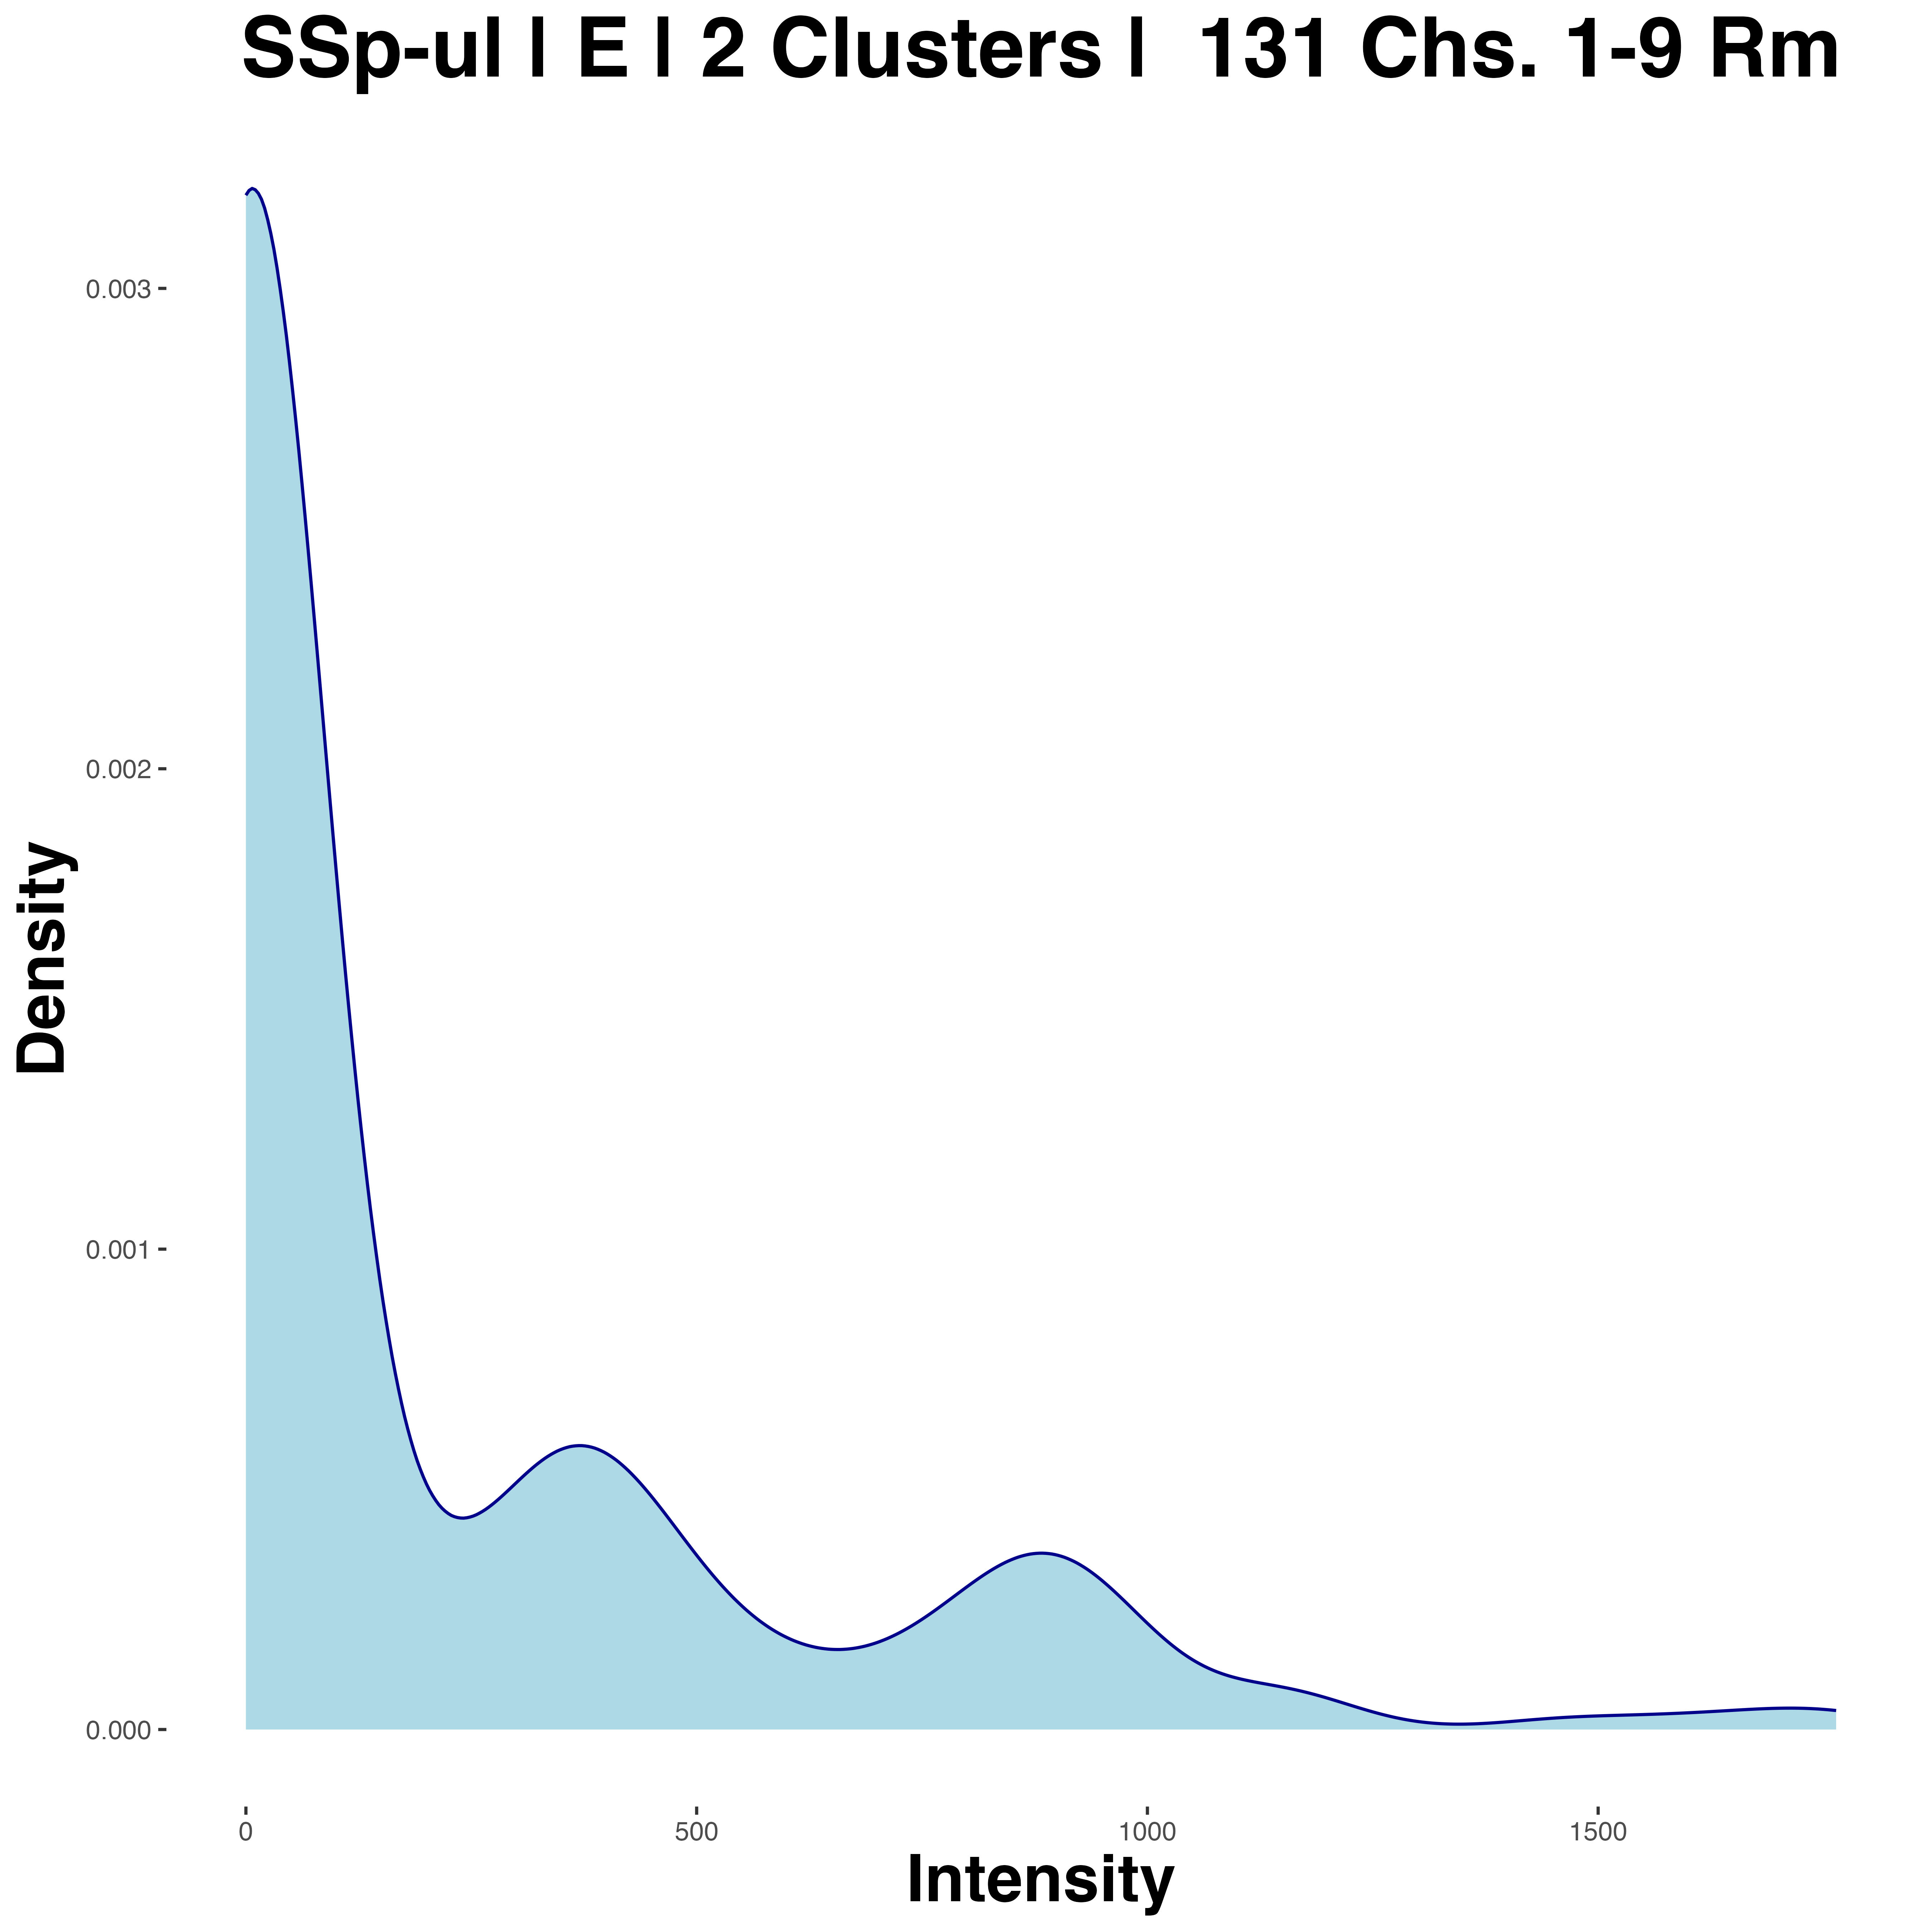 SSp-ul | E | 2 Clusters | 131 Chs. 1-9 Rm
0.003
0.002
0.001
0.000
Density
0 500 1000 1500
Intensity